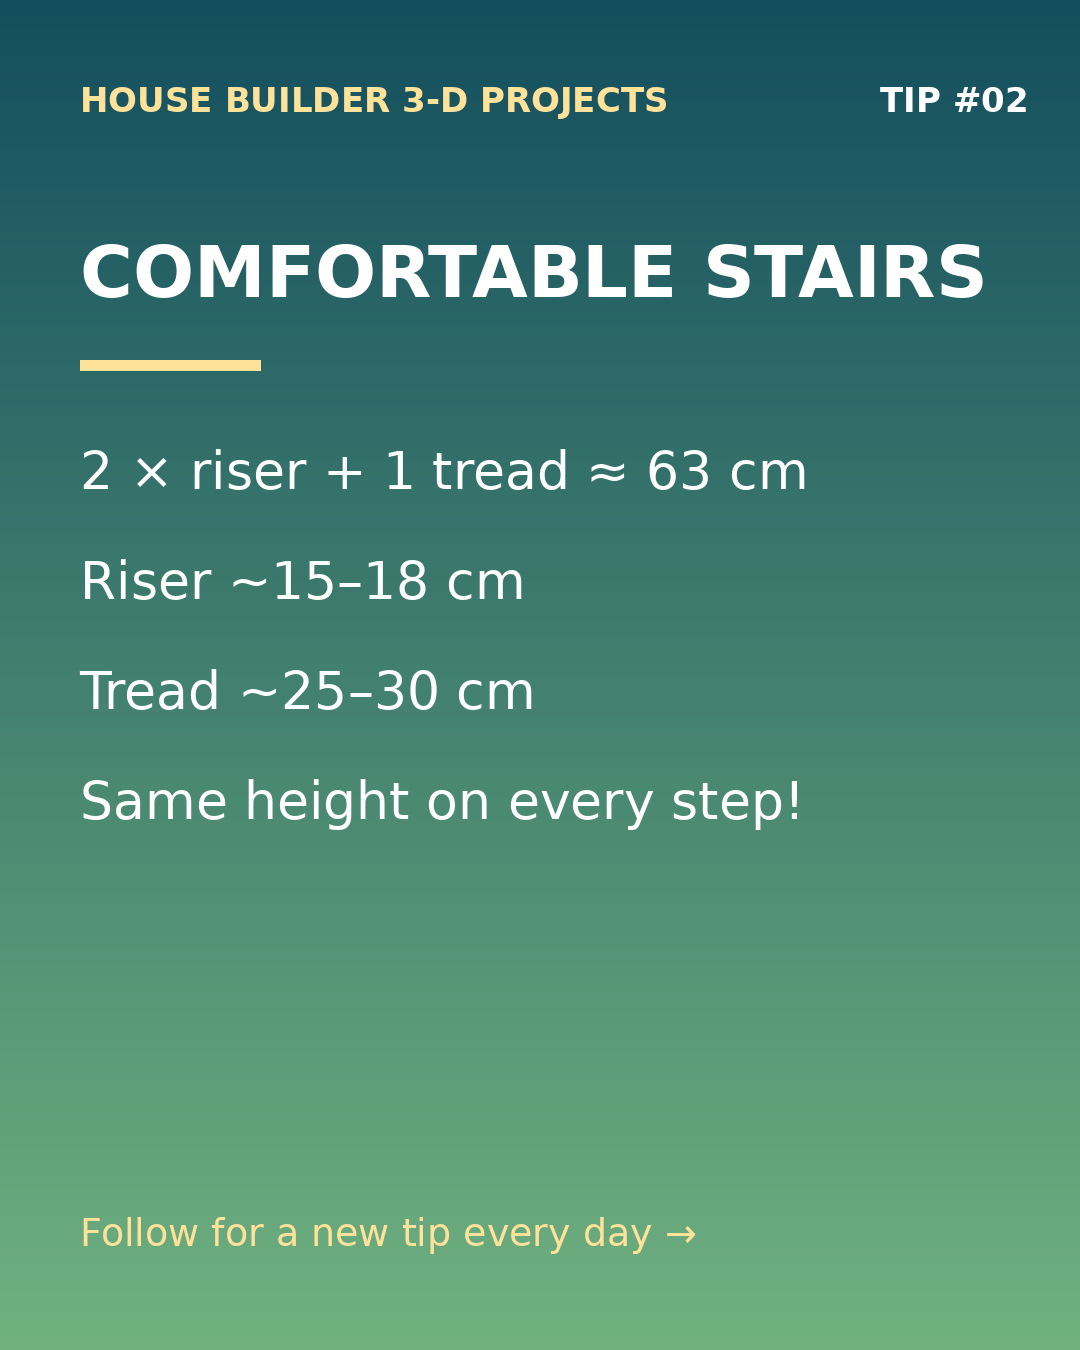 HOUSE BUILDER 3-D PROJECTS
TIP #02
COMFORTABLE STAIRS
2 × riser + 1 tread ≈ 63 cm
Riser ~15–18 cm
Tread ~25–30 cm
Same height on every step!
Follow for a new tip every day →